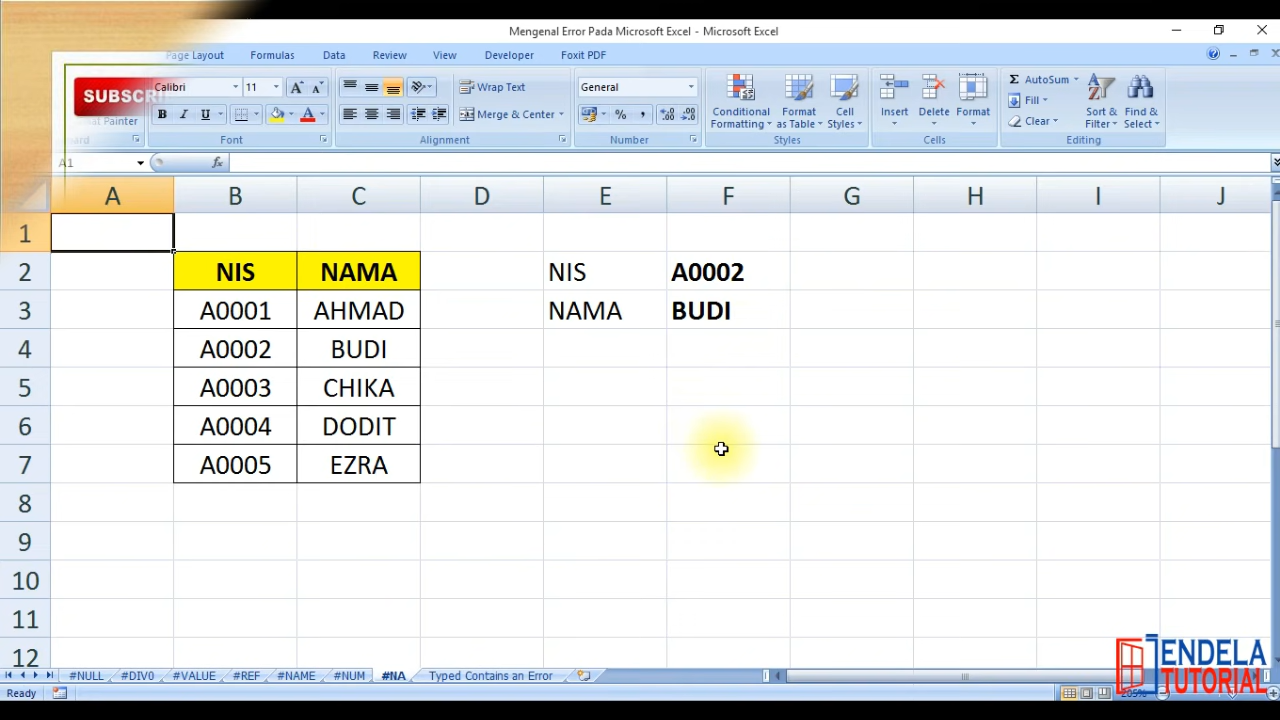 Mengenal Error Pada Microsoft Excel - Microsoft Excel
Page Layout Formulas Data Review View Developer Foxit PDF
SUBSCRI
Calibri 11 Wrap Text General AutoSum
Conditional Formatting Format as Table Cell Styles Insert Delete Format Fill Sort & Filter Find & Select
Painter B I U Merge & Center % , Clear
Font Alignment Number Styles Cells Editing
A1 fx
A B C D E F G H I J
1
2 NIS NAMA NIS A0002
3 A0001 AHMAD NAMA BUDI
4 A0002 BUDI
5 A0003 CHIKA
6 A0004 DODIT
7 A0005 EZRA
8
9
10
11
12
ENDELA
TUTORIAL
#NULL #DIV0 #VALUE #REF #NAME #NUM #NA Typed Contains an Error
Ready 205%